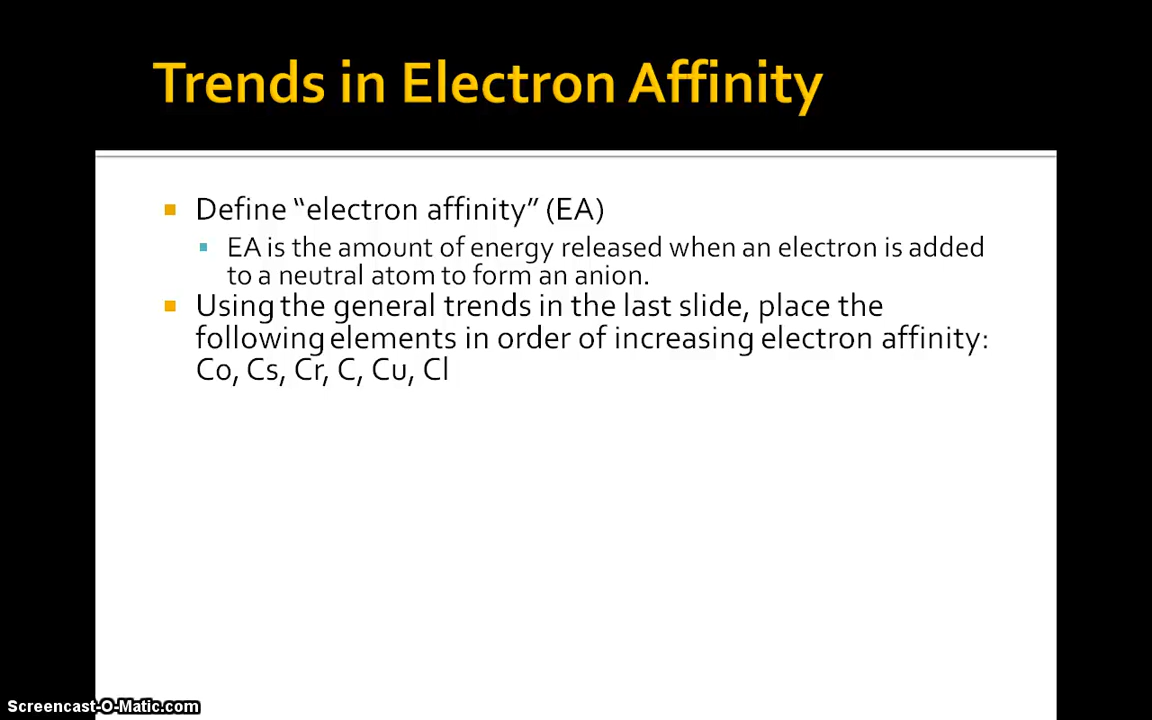 Trends in Electron Affinity
Define “electron affinity” (EA)
EA is the amount of energy released when an electron is added
to a neutral atom to form an anion.
Using the general trends in the last slide, place the
following elements in order of increasing electron affinity:
Co, Cs, Cr, C, Cu, Cl
Screencast-O-Matic.com